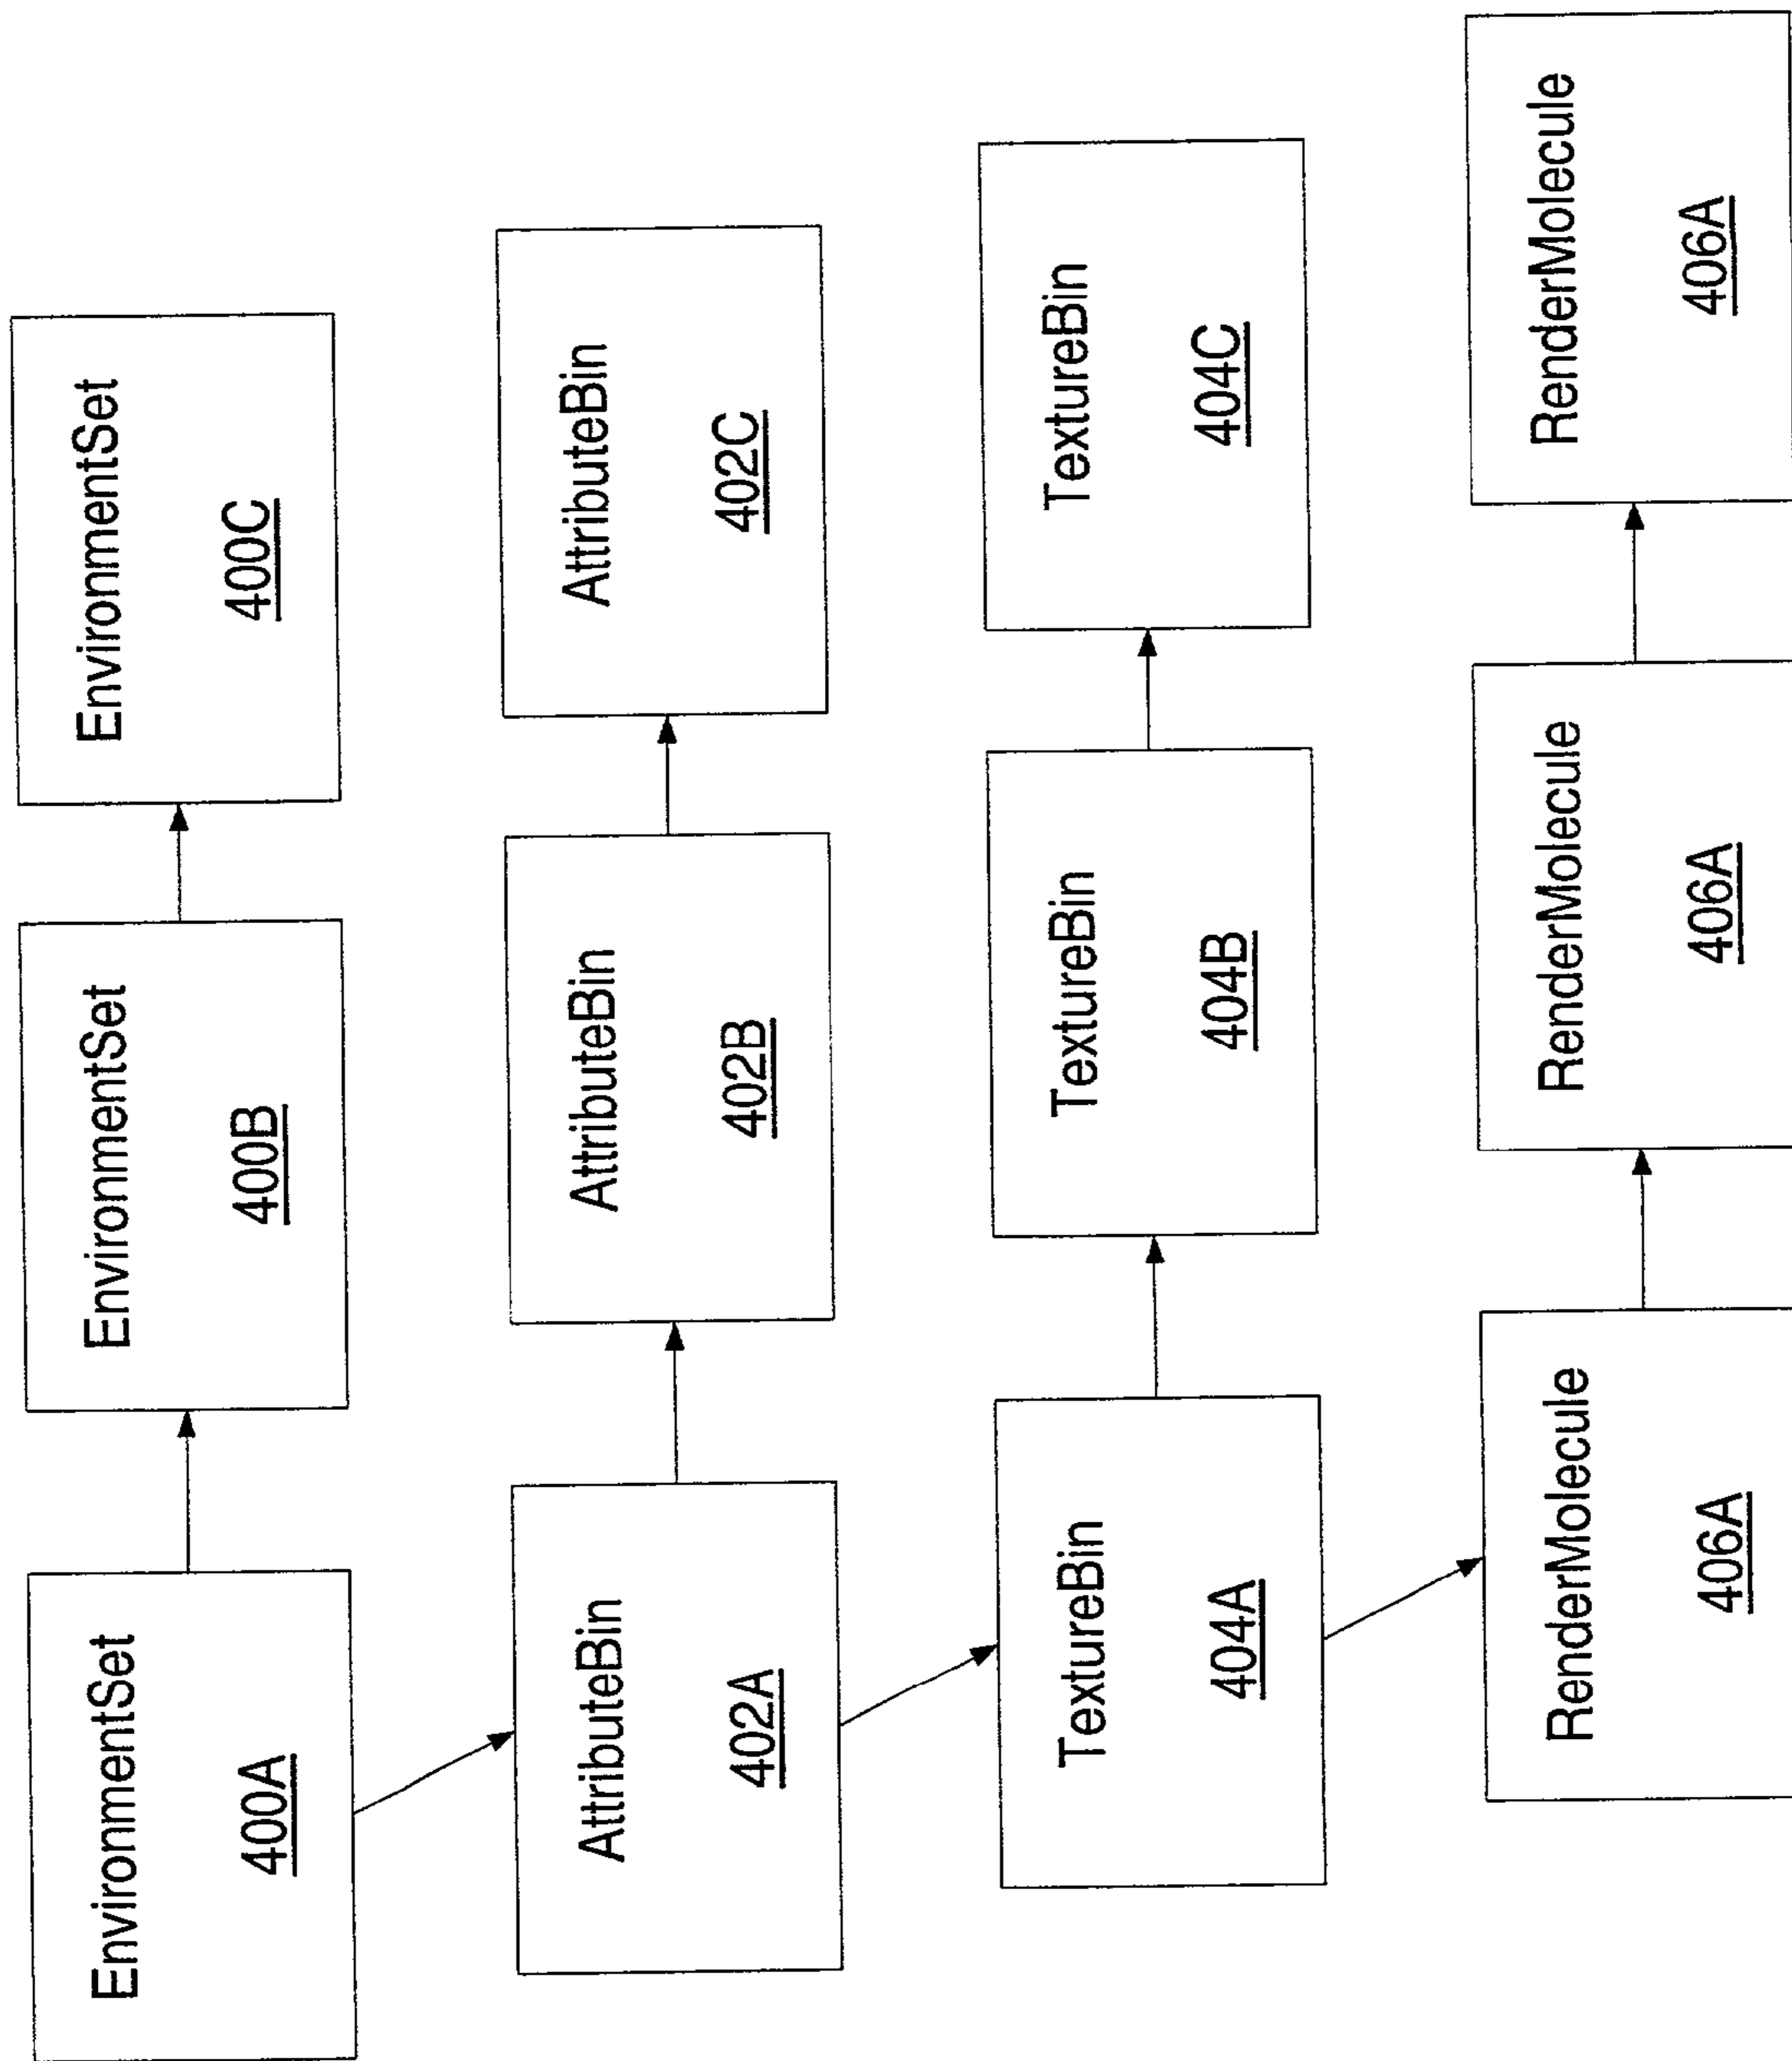 EnvironmentSet
400A
EnvironmentSet
400B
EnvironmentSet
400C
AttributeBin
402A
AttributeBin
402B
AttributeBin
402C
TextureBin
404A
TextureBin
404B
TextureBin
404C
RenderMolecule
406A
RenderMolecule
406A
RenderMolecule
406A